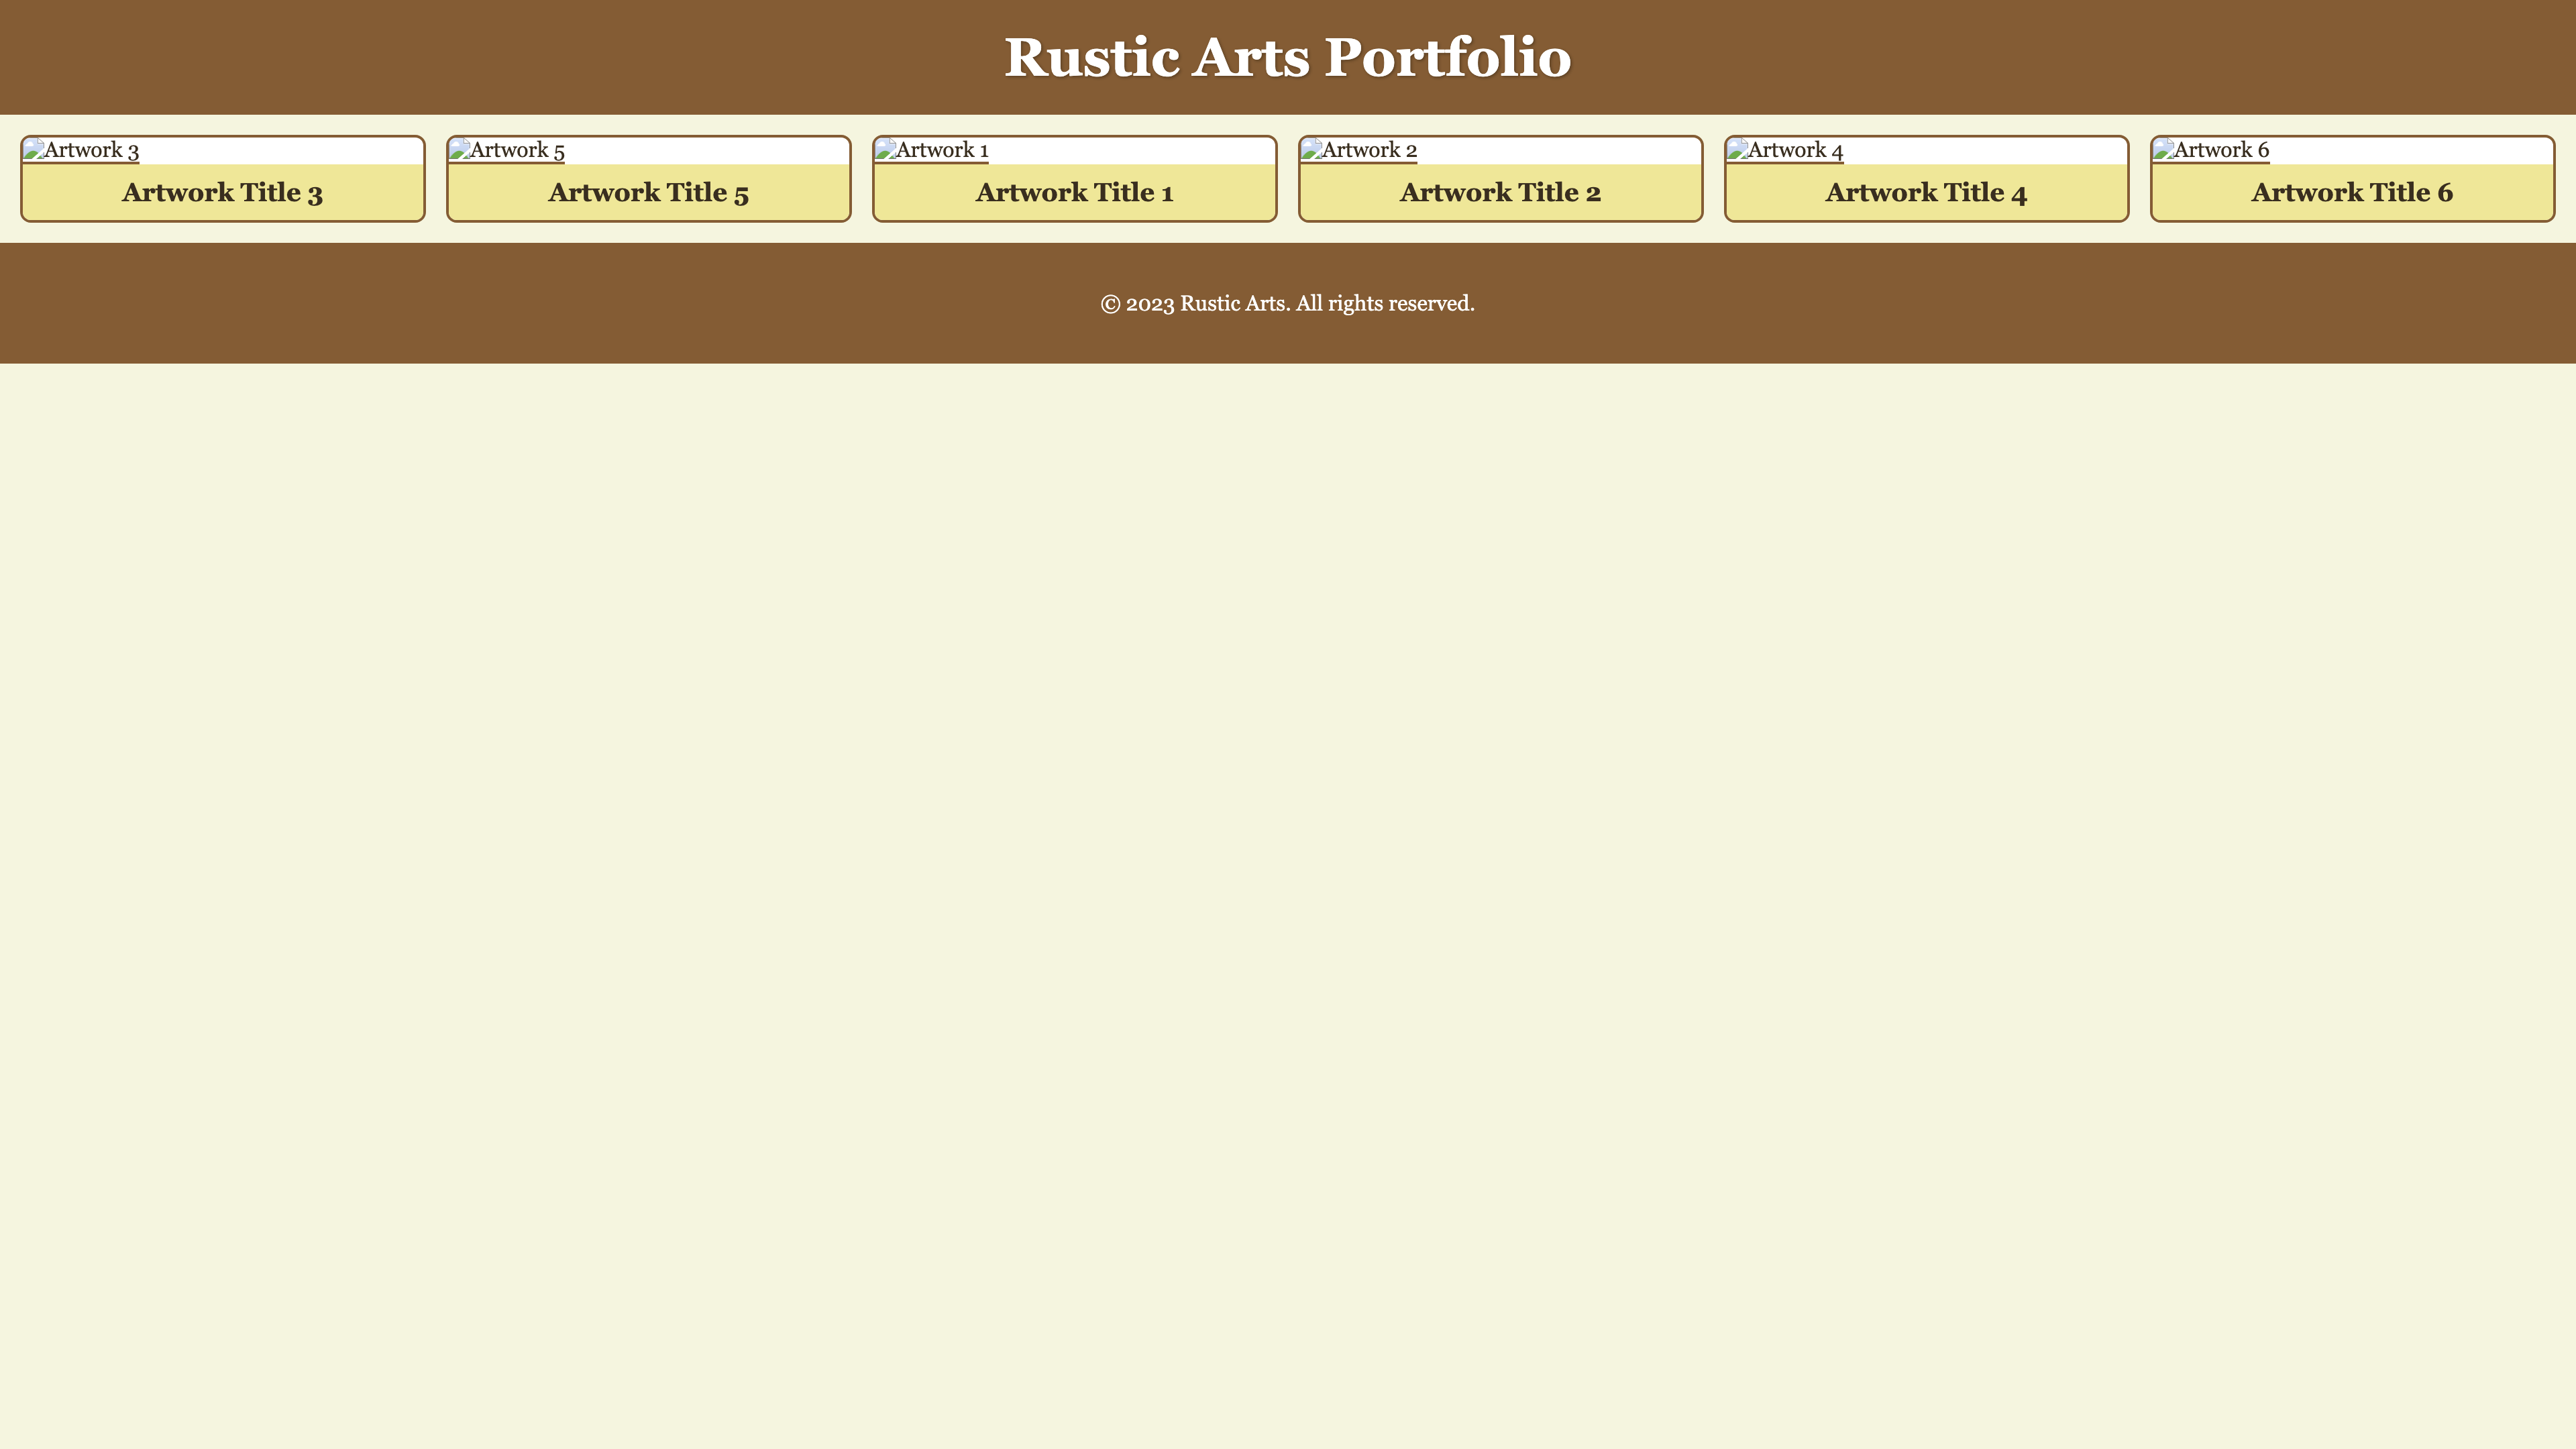 Rustic Arts Portfolio
Artwork 3
Artwork Title 3
Artwork 5
Artwork Title 5
Artwork 1
Artwork Title 1
Artwork 2
Artwork Title 2
Artwork 4
Artwork Title 4
Artwork 6
Artwork Title 6
© 2023 Rustic Arts. All rights reserved.